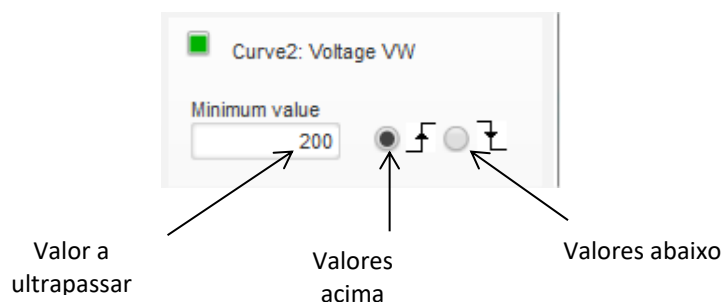 Curve2: Voltage VW
Minimum value
200
Valor a
ultrapassar
Valores
acima
Valores abaixo